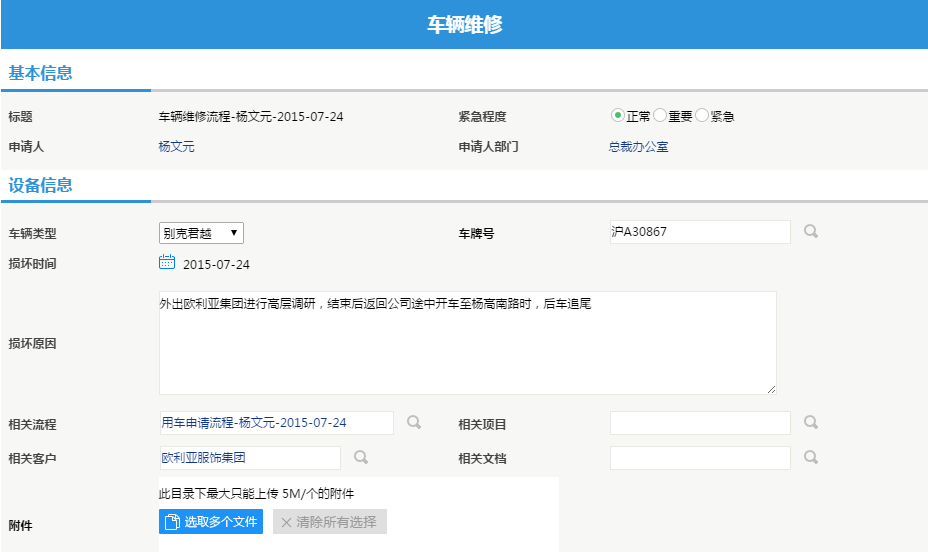 车辆维修
基本信息
标题 车辆维修流程-杨文元-2015-07-24 紧急程度 正常 重要 紧急
申请人 杨文元 申请人部门 总裁办公室
设备信息
车辆类型 别克君越 车牌号 沪A30867
损坏时间 2015-07-24
损坏原因 外出欧利亚集团进行高层调研，结束后返回公司途中开车至杨高南路时，后车追尾
相关流程 用车申请流程-杨文元-2015-07-24 相关项目
相关客户 欧利亚服饰集团 相关文档
此目录下最大只能上传 5M/个的附件
附件 选取多个文件 清除所有选择